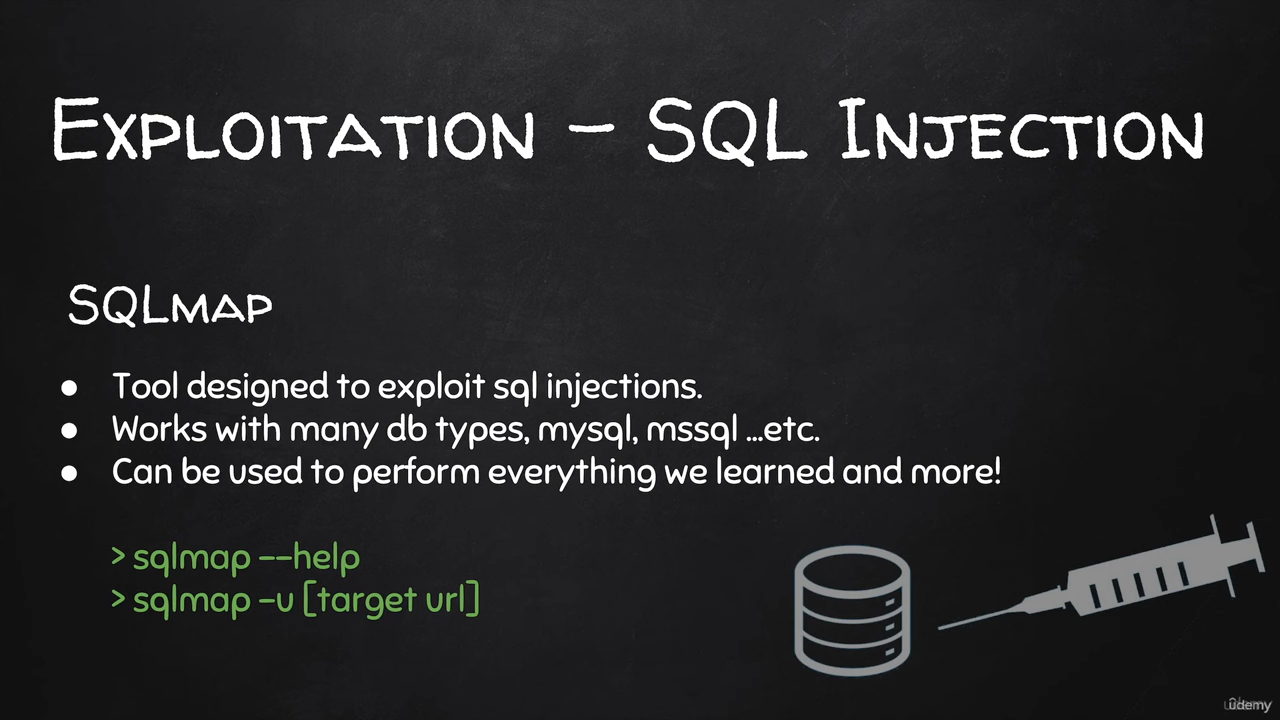 Exploitation - SQL Injection
SQLmap
● Tool designed to exploit sql injections.
● Works with many db types, mysql, mssql ...etc.
● Can be used to perform everything we learned and more!
> sqlmap --help
> sqlmap -u [target url]
ûdemy